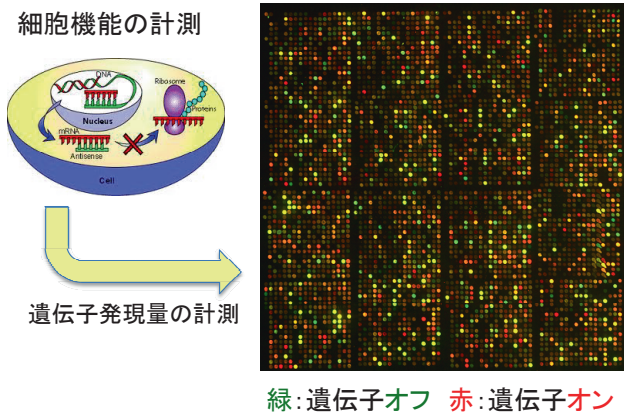 細胞機能の計測
DNA
Ribosome
Proteins
Nucleus
mRNA
Antisense
Cell
遺伝子発現量の計測
緑:遺伝子オフ 赤:遺伝子オン